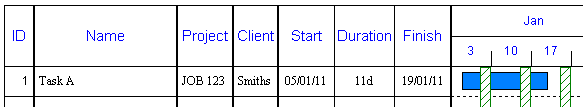 Jan
ID Name Project Client Start Duration Finish
3 10 17
1 Task A JOB 123 Smiths 05/01/11 11d 19/01/11